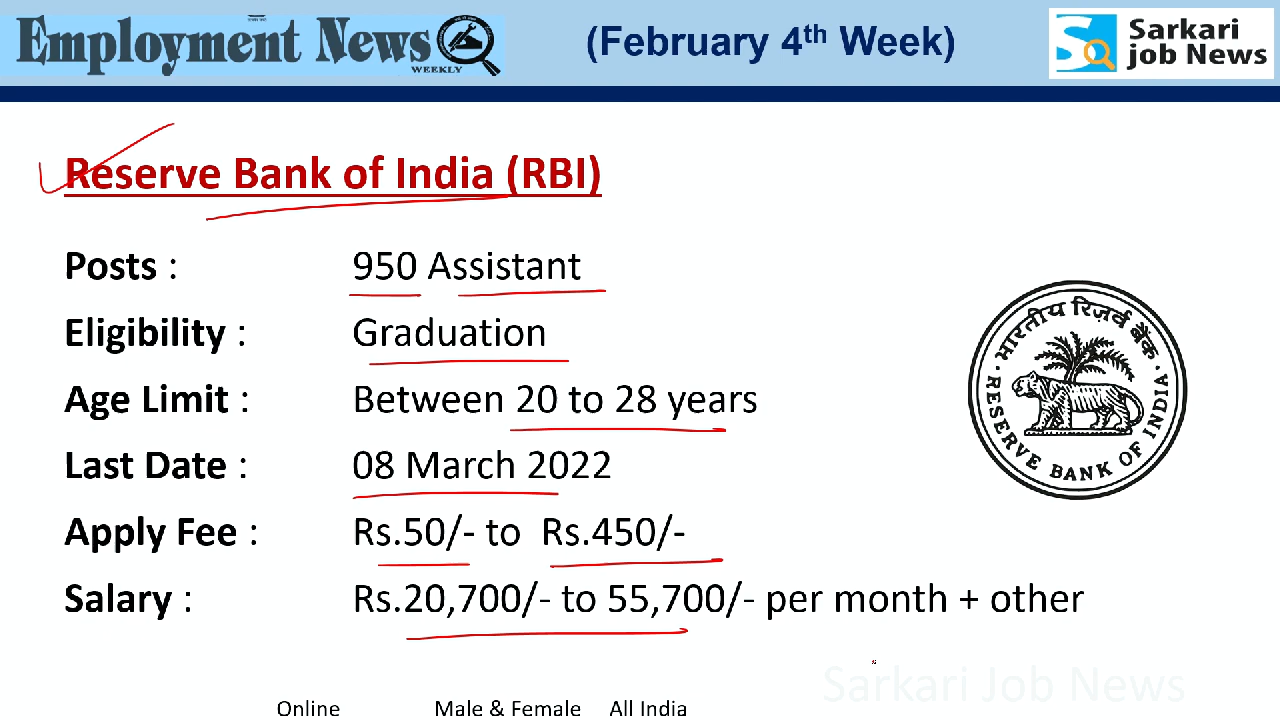 Employment News
WEEKLY
(February 4th Week)
Sarkari
job News
Reserve Bank of India (RBI)
Posts : 950 Assistant
Eligibility : Graduation
Age Limit : Between 20 to 28 years
Last Date : 08 March 2022
Apply Fee : Rs.50/- to Rs.450/-
Salary : Rs.20,700/- to 55,700/- per month + other
भारतीय रिज़र्व बैंक
RESERVE BANK OF INDIA
Sarkari Job News
Online Male & Female All India